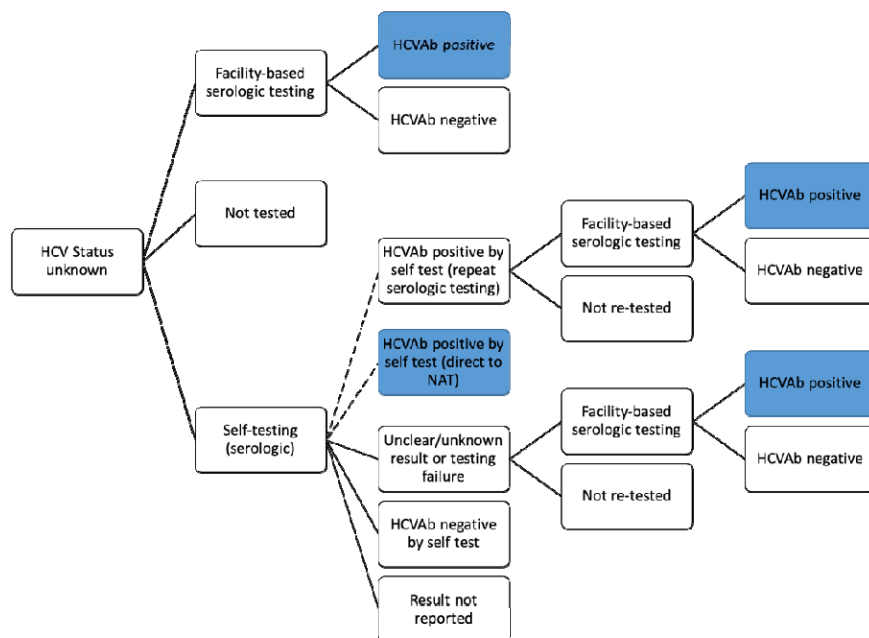 HCV Status
unknown
Facility-based
serologic testing
HCVAb positive
HCVAb negative
Not tested
Self-testing
(serologic)
HCVAb positive by
self test (repeat
serologic testing)
Facility-based
serologic testing
HCVAb positive
HCVAb negative
Not re-tested
HCVAb positive by
self test (direct to
NAT)
Unclear/unknown
result or testing
failure
Facility-based
serologic testing
HCVAb positive
HCVAb negative
Not re-tested
HCVAb negative
by self test
Result not
reported